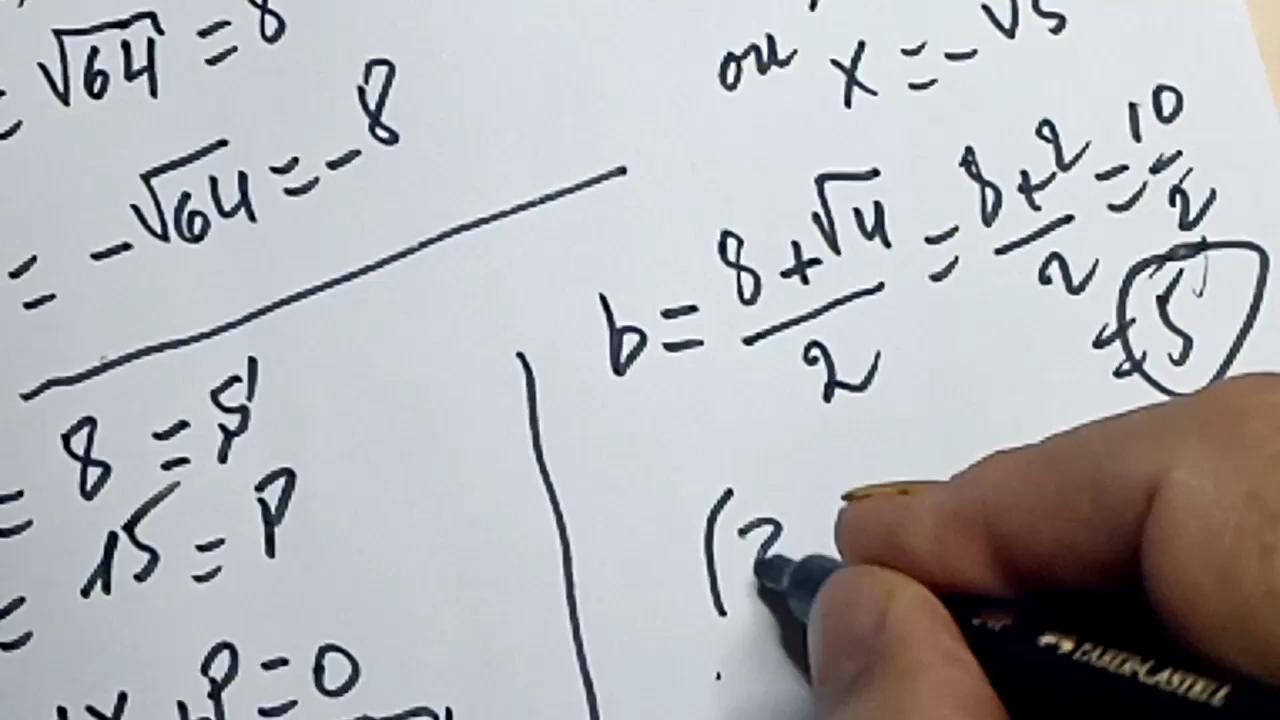 √64 = 8
= -√64 = -8
= 8 = S
= 15 = P
P = 0
ou x = -√5
b = (8+√4)/2 = (8+2)/2 = 10/2
= 5
(3
FABER-CASTELL